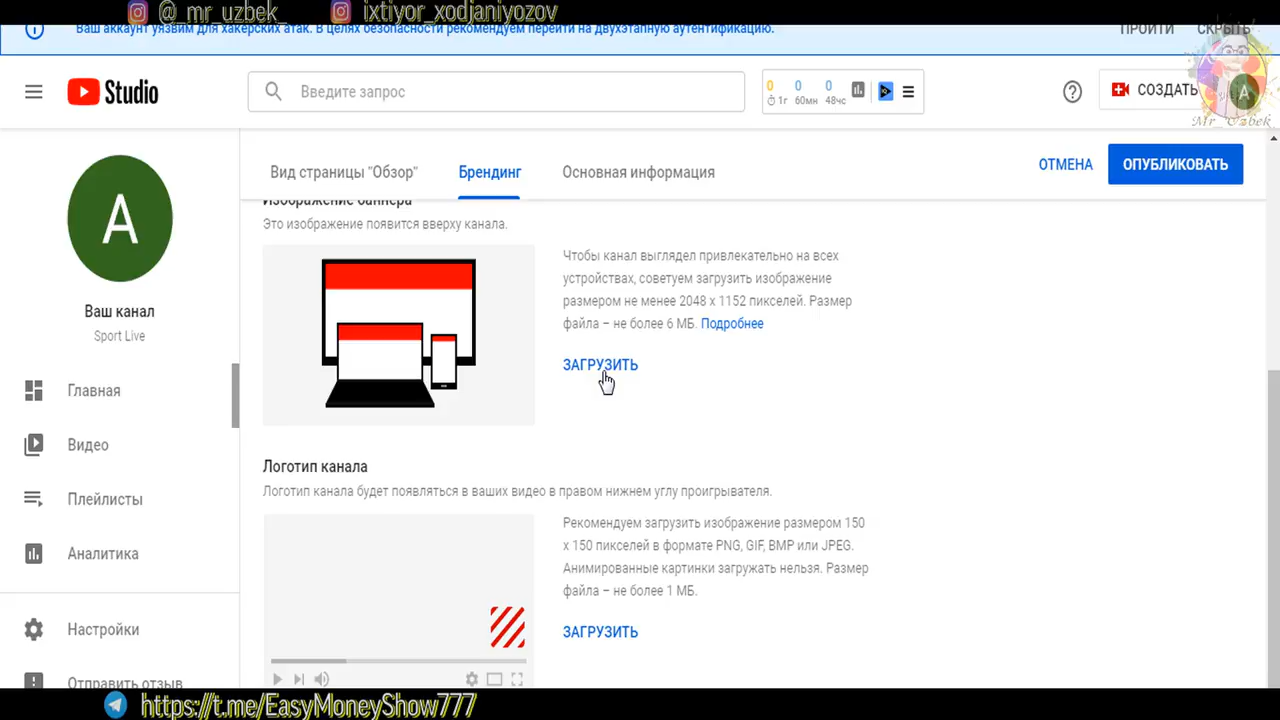 @_mr_uzbek_ ixtiyor_xodjaniyozov
Ваш аккаунт уязвим для хакерских атак. В целях безопасности рекомендуем перейти на двухэтапную аутентификацию.
ПРОЙТИ СКРЫТЬ
Studio
Введите запрос
0 0 0
1г 60мн 48чс
СОЗДАТЬ
A
Mr_Uzbek
Вид страницы "Обзор" Брендинг Основная информация
ОТМЕНА ОПУБЛИКОВАТЬ
A
Ваш канал
Sport Live
Главная
Видео
Плейлисты
Аналитика
Настройки
Отправить отзыв
Изображение баннера
Это изображение появится вверху канала.
Чтобы канал выглядел привлекательно на всех
устройствах, советуем загрузить изображение
размером не менее 2048 x 1152 пикселей. Размер
файла – не более 6 МБ. Подробнее
ЗАГРУЗИТЬ
Логотип канала
Логотип канала будет появляться в ваших видео в правом нижнем углу проигрывателя.
Рекомендуем загрузить изображение размером 150
x 150 пикселей в формате PNG, GIF, BMP или JPEG.
Анимированные картинки загружать нельзя. Размер
файла – не более 1 МБ.
ЗАГРУЗИТЬ
https://t.me/EasyMoneyShow777